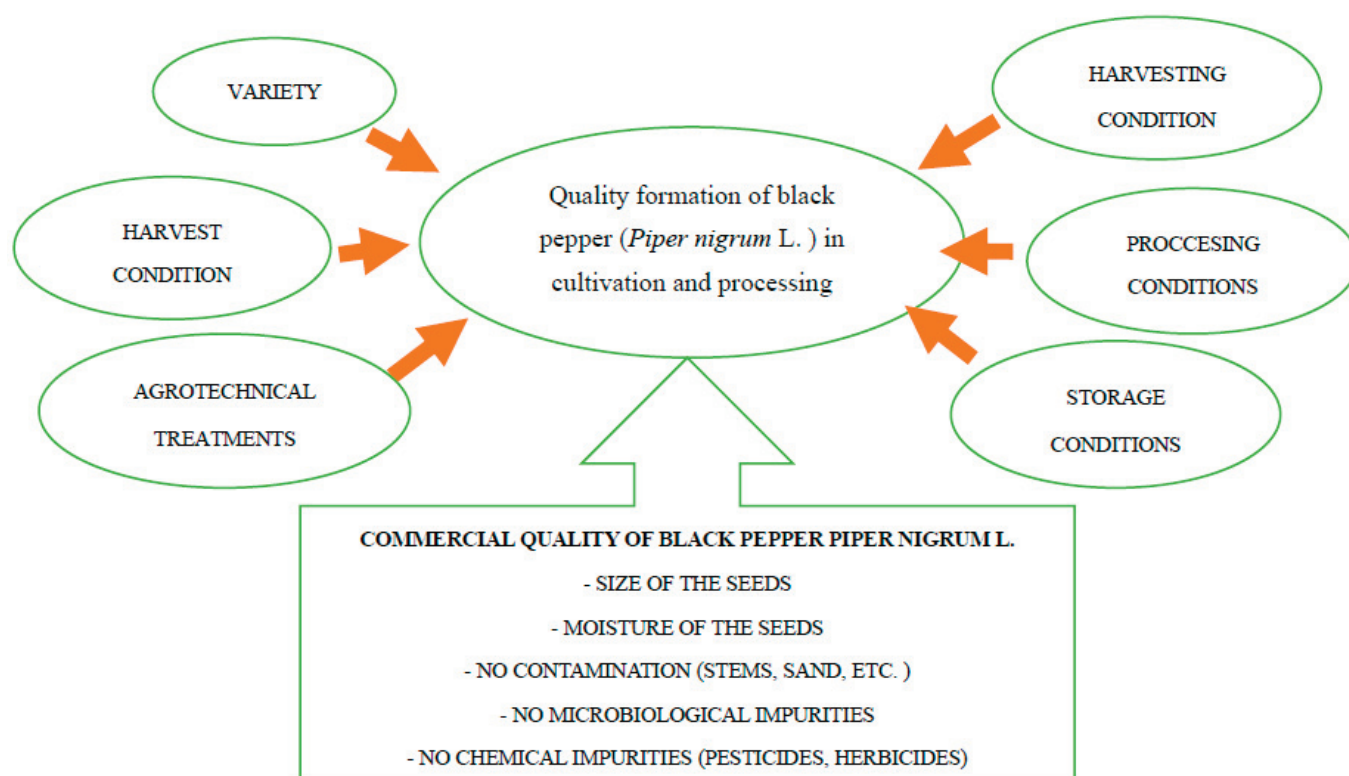 VARIETY
HARVEST
CONDITION
AGROTECHNICAL
TREATMENTS
Quality formation of black
pepper (Piper nigrum L. ) in
cultivation and processing
HARVESTING
CONDITION
PROCCESING
CONDITIONS
STORAGE
CONDITIONS
COMMERCIAL QUALITY OF BLACK PEPPER PIPER NIGRUM L.
- SIZE OF THE SEEDS
- MOISTURE OF THE SEEDS
- NO CONTAMINATION (STEMS, SAND, ETC. )
- NO MICROBIOLOGICAL IMPURITIES
- NO CHEMICAL IMPURITIES (PESTICIDES, HERBICIDES)